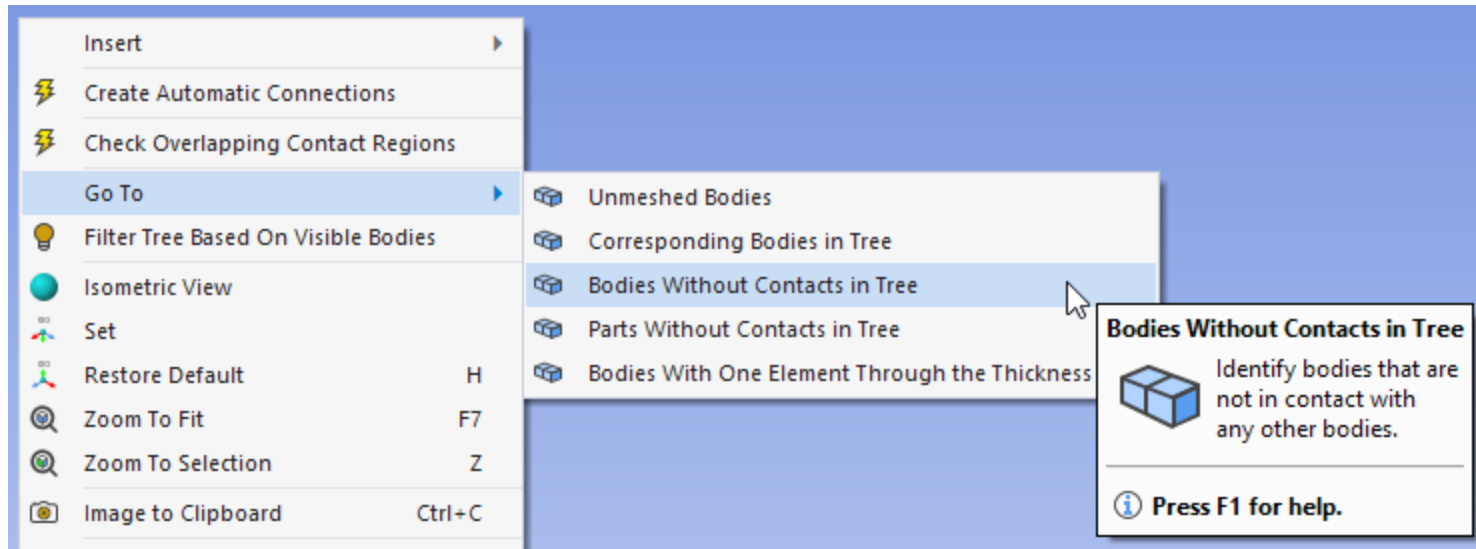 Insert
Create Automatic Connections
Check Overlapping Contact Regions
Go To
Filter Tree Based On Visible Bodies
Isometric View
Set
Restore Default H
Zoom To Fit F7
Zoom To Selection Z
Image to Clipboard Ctrl+C
Unmeshed Bodies
Corresponding Bodies in Tree
Bodies Without Contacts in Tree
Parts Without Contacts in Tree
Bodies With One Element Through the Thickness
Bodies Without Contacts in Tree
Identify bodies that are
not in contact with
any other bodies.
Press F1 for help.